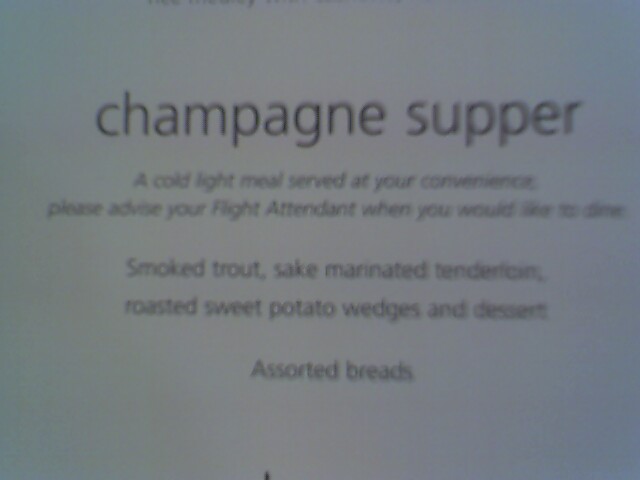 champagne supper
A cold light meal served at your convenience,
please advise your Flight Attendant when you would like to dine.
Smoked trout, sake marinated tenderloin,
roasted sweet potato wedges and dessert
Assorted breads